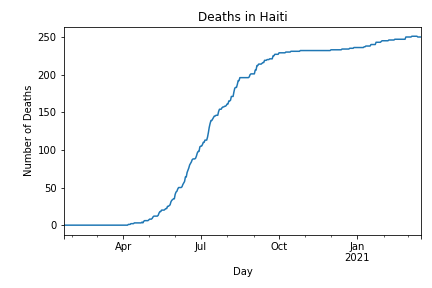 Deaths in Haiti
250
200
150
100
50
0
Number of Deaths
Apr
Jul
Oct
Jan
2021
Day